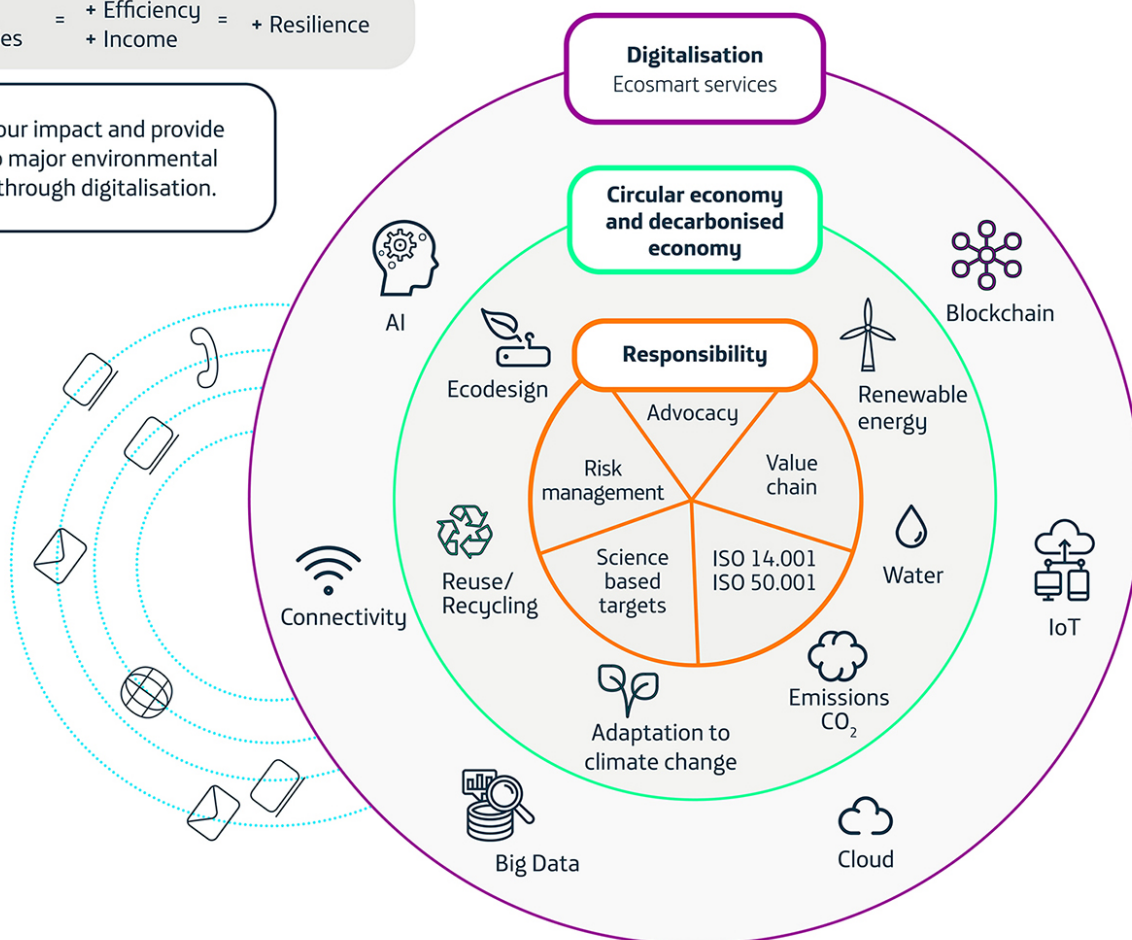 + Efficiency
es = + Income = + Resilience
our impact and provide
major environmental
through digitalisation.
Digitalisation
Ecosmart services
Circular economy
and decarbonised
economy
Responsibility
Advocacy
Risk
management
Value
chain
Science
based
targets
ISO 14.001
ISO 50.001
AI
Blockchain
Ecodesign
Renewable
energy
Reuse/
Recycling
Water
Connectivity
IoT
Emissions
CO₂
Adaptation to
climate change
Big Data
Cloud